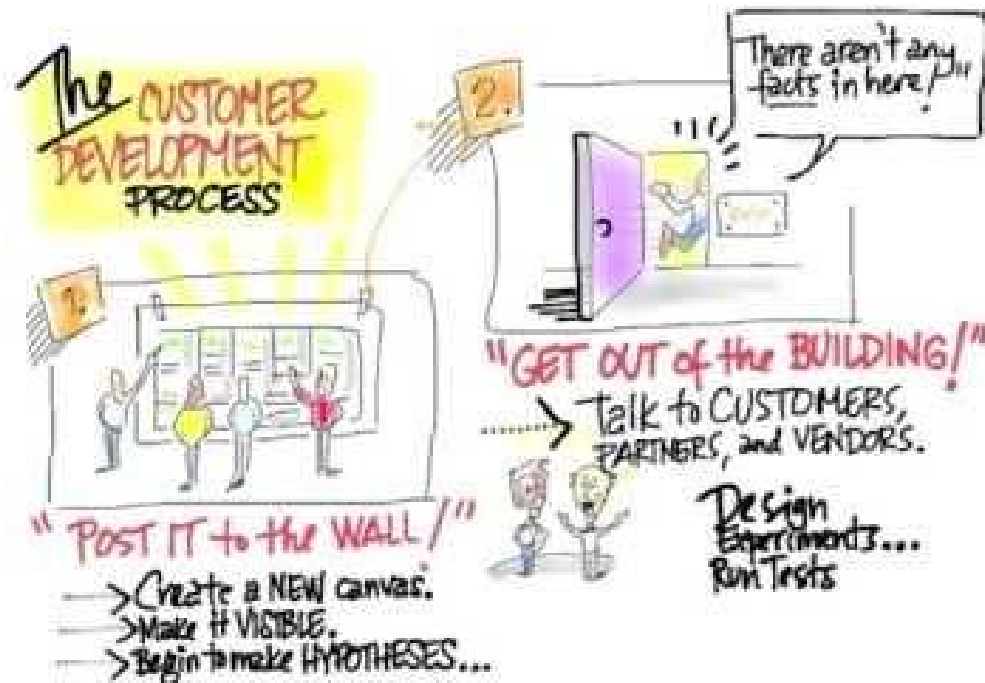 The CUSTOMER
DEVELOPMENT
PROCESS
1.
"POST IT to the WALL!"
Create a NEW canvas.
Make it VISIBLE.
Begin to make HYPOTHESES...
2.
"There aren't any
facts in here!"
"GET OUT of the BUILDING!"
Talk to CUSTOMERS,
PARTNERS, and VENDORS.
Design
Experiments...
Run Tests